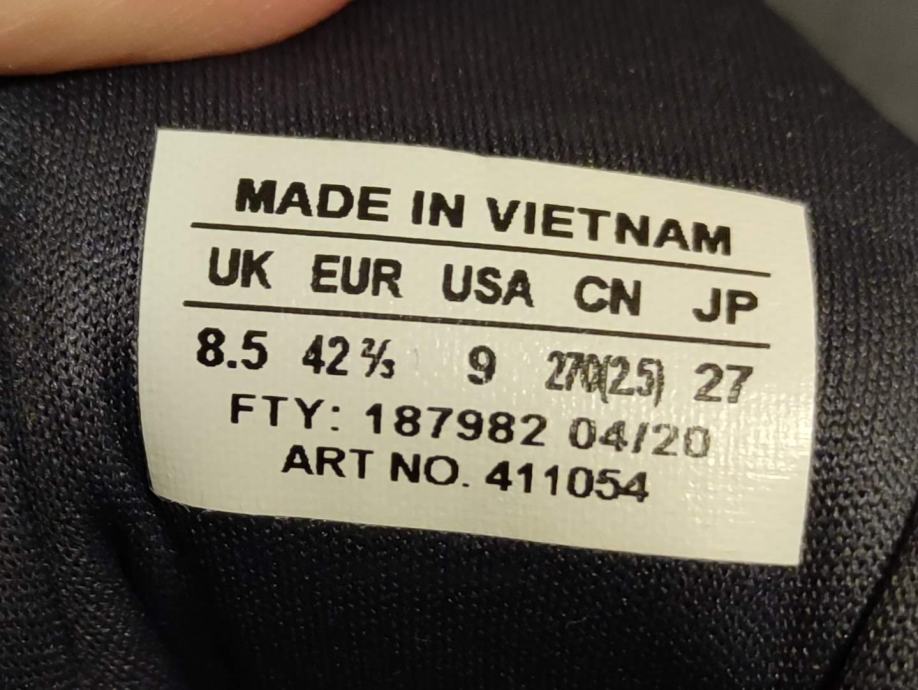 MADE IN VIETNAM
UK EUR USA CN JP
8.5 42⅔ 9 270(2.5) 27
FTY: 187982 04/20
ART NO. 411054